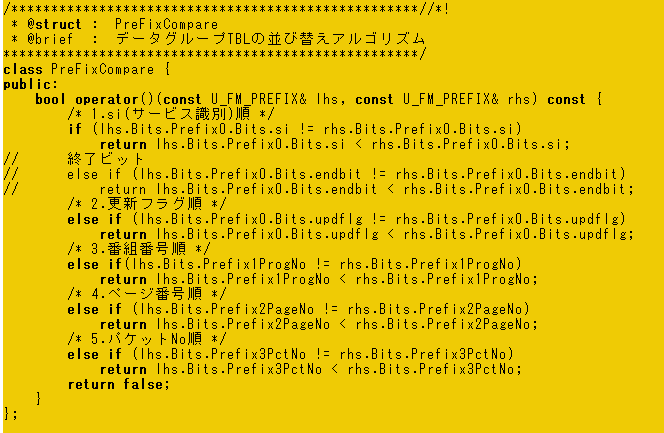 /***************************************************//*!
 * @struct :  PreFixCompare
 * @brief  :  データグループTBLの並び替えアルゴリズム
*****************************************************/
class PreFixCompare {
public:
    bool operator()(const U_FM_PREFIX& lhs, const U_FM_PREFIX& rhs) const {
        /* 1.si(サービス識別)順 */
        if (lhs.Bits.Prefix0.Bits.si != rhs.Bits.Prefix0.Bits.si)
            return lhs.Bits.Prefix0.Bits.si < rhs.Bits.Prefix0.Bits.si;
//      終了ビット
//      else if (lhs.Bits.Prefix0.Bits.endbit != rhs.Bits.Prefix0.Bits.endbit)
//          return lhs.Bits.Prefix0.Bits.endbit < rhs.Bits.Prefix0.Bits.endbit;
        /* 2.更新フラグ順 */
        else if (lhs.Bits.Prefix0.Bits.updflg != rhs.Bits.Prefix0.Bits.updflg)
            return lhs.Bits.Prefix0.Bits.updflg < rhs.Bits.Prefix0.Bits.updflg;
        /* 3.番組番号順 */
        else if(lhs.Bits.Prefix1ProgNo != rhs.Bits.Prefix1ProgNo)
            return lhs.Bits.Prefix1ProgNo < rhs.Bits.Prefix1ProgNo;
        /* 4.ページ番号順 */
        else if (lhs.Bits.Prefix2PageNo != rhs.Bits.Prefix2PageNo)
            return lhs.Bits.Prefix2PageNo < rhs.Bits.Prefix2PageNo;
        /* 5.パケットNo順 */
        else if (lhs.Bits.Prefix3PctNo != rhs.Bits.Prefix3PctNo)
            return lhs.Bits.Prefix3PctNo < rhs.Bits.Prefix3PctNo;
        return false;
    }
};